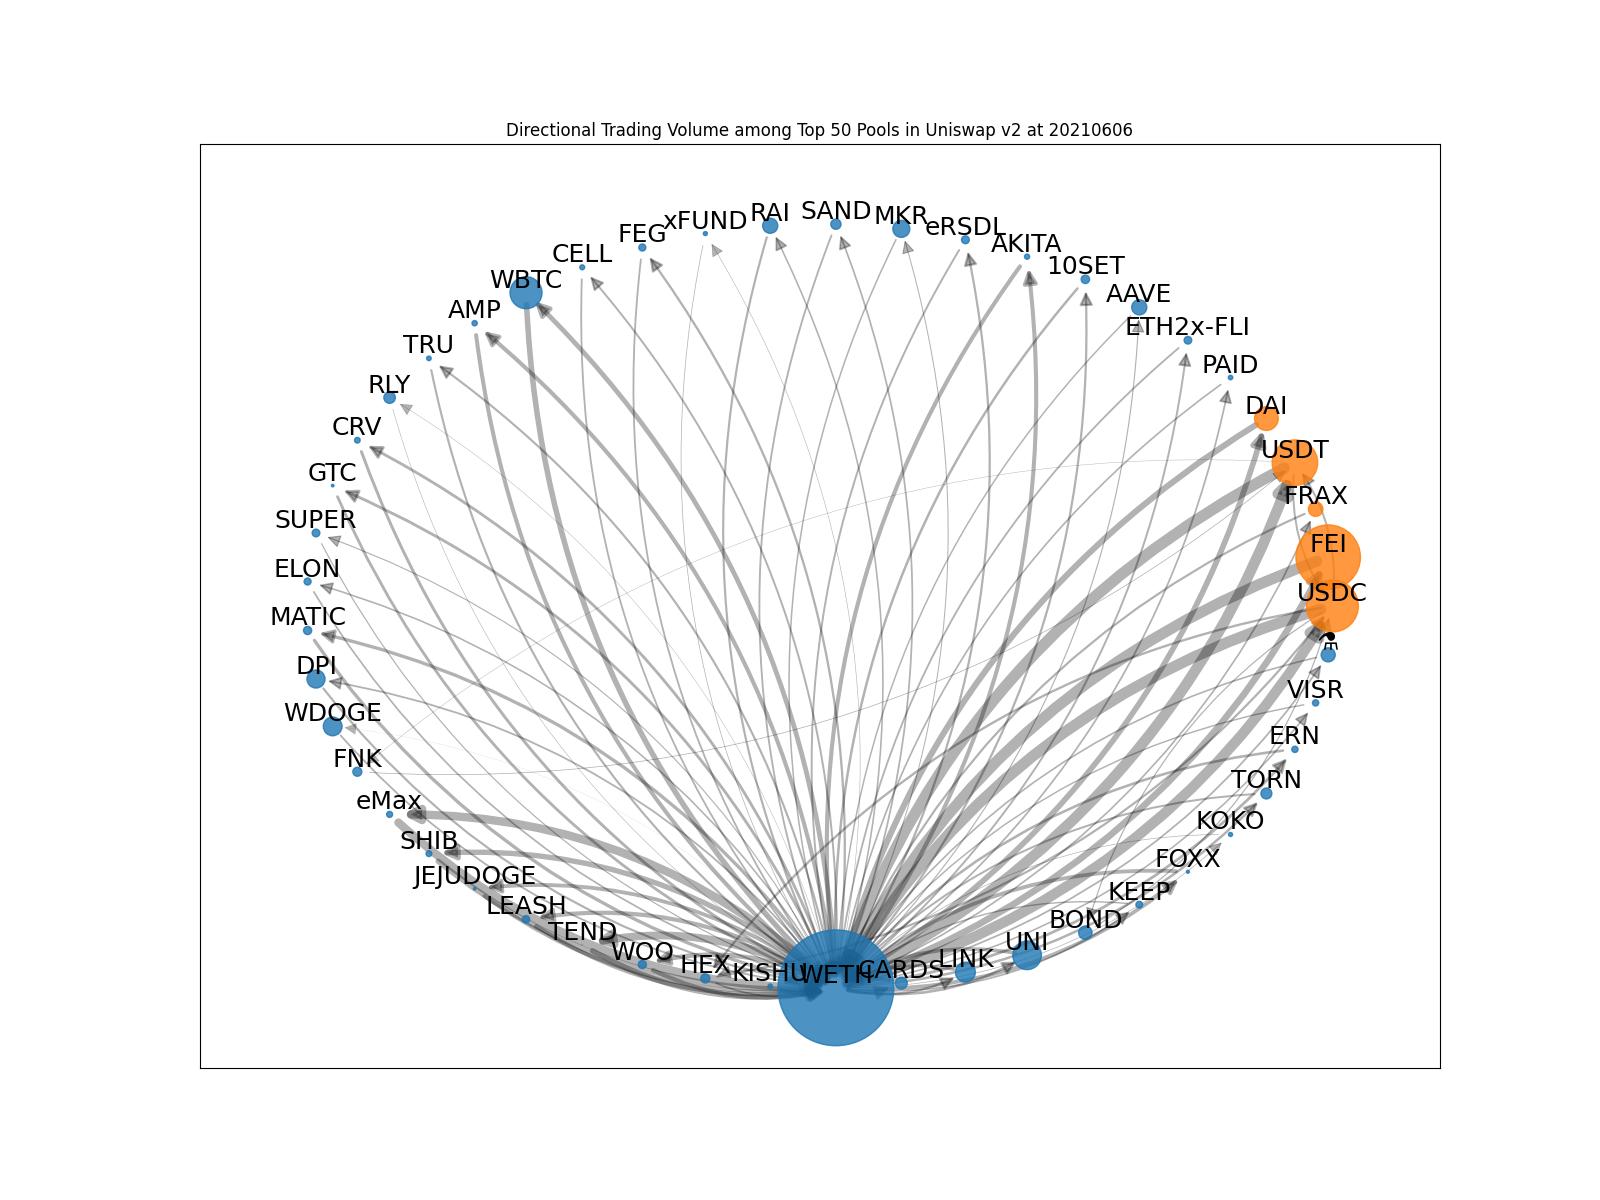 Directional Trading Volume among Top 50 Pools in Uniswap v2 at 20210606
SAND
RAI
MKR
xFUND
eRSDL
FEG
AKITA
CELL
10SET
WBTC
AAVE
AMP
ETH2x-FLI
TRU
PAID
RLY
DAI
CRV
USDT
GTC
FRAX
SUPER
FEI
ELON
USDC
MATIC
DPI
VISR
WDOGE
ERN
FNK
TORN
eMax
KOKO
SHIB
FOXX
JEJUDOGE
KEEP
LEASH
BOND
TEND
UNI
WOO
LINK
HEX
CARDS
KISHU
WETH